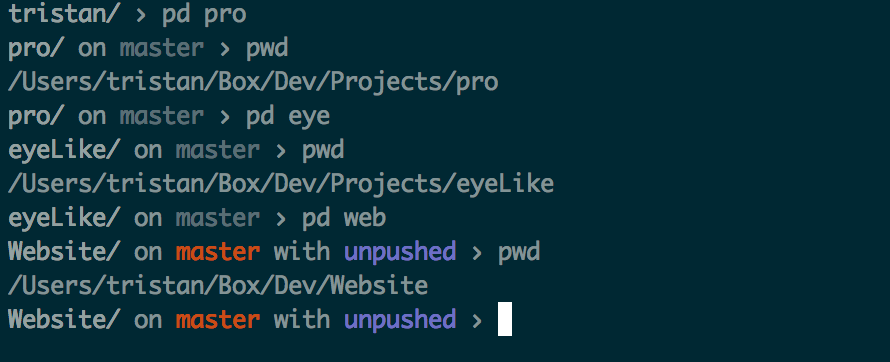 tristan/ › pd pro
pro/ on master › pwd
/Users/tristan/Box/Dev/Projects/pro
pro/ on master › pd eye
eyeLike/ on master › pwd
/Users/tristan/Box/Dev/Projects/eyeLike
eyeLike/ on master › pd web
Website/ on master with unpushed › pwd
/Users/tristan/Box/Dev/Website
Website/ on master with unpushed ›